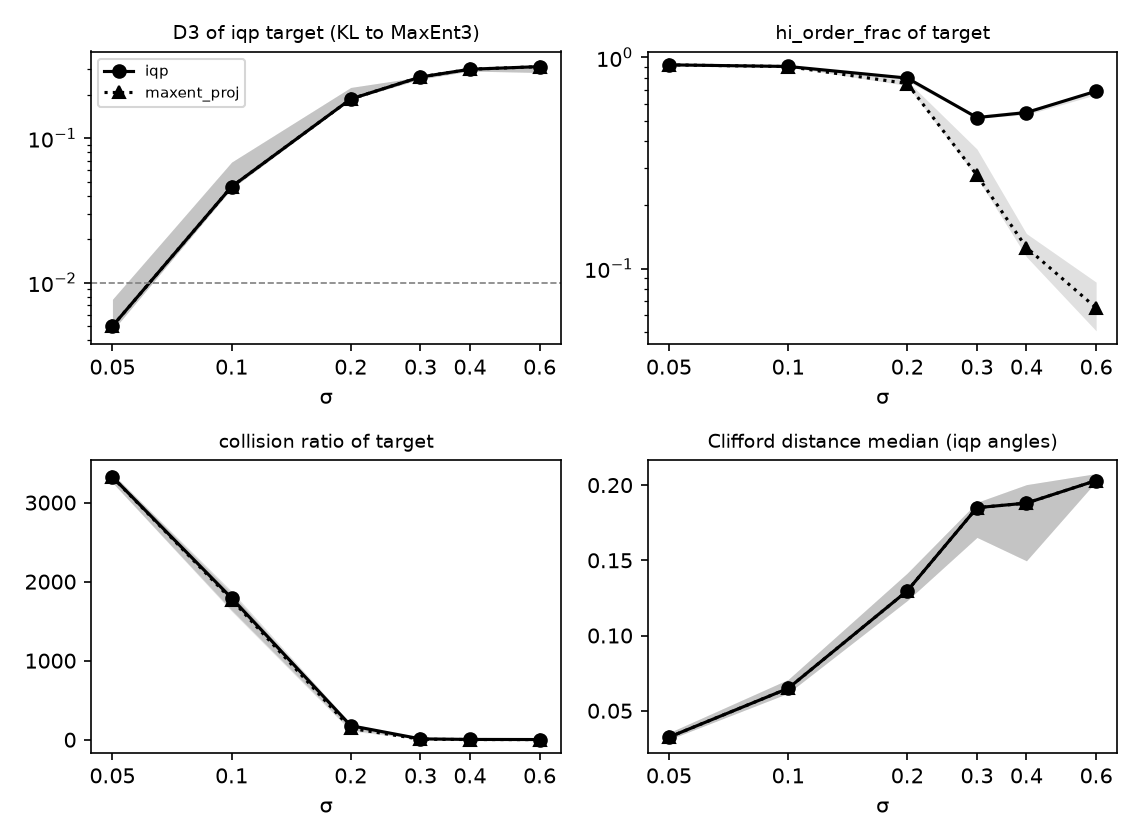 D3 of iqp target (KL to MaxEnt3)
iqp
maxent_proj
10⁻¹
10⁻²
0.05 0.1 0.2 0.3 0.4 0.6
σ
hi_order_frac of target
10⁰
10⁻¹
0.05 0.1 0.2 0.3 0.4 0.6
σ
collision ratio of target
3000
2000
1000
0
0.05 0.1 0.2 0.3 0.4 0.6
σ
Clifford distance median (iqp angles)
0.20
0.15
0.10
0.05
0.05 0.1 0.2 0.3 0.4 0.6
σ